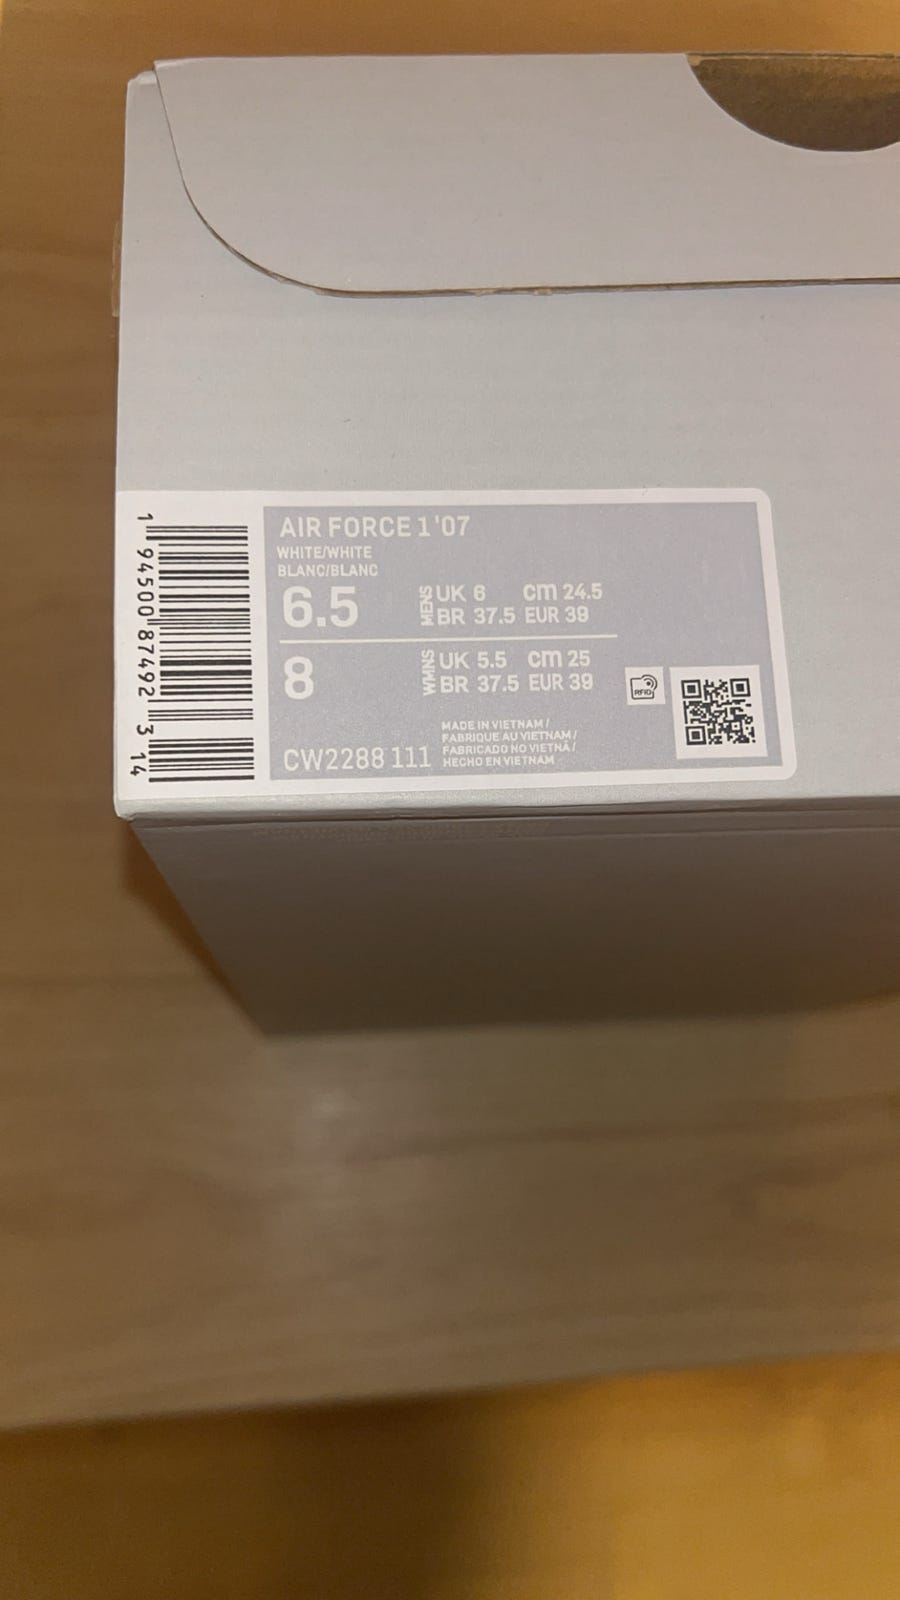 AIR FORCE 1 '07
WHITE/WHITE
BLANC/BLANC
6.5 MENS UK 6 cm 24.5
BR 37.5 EUR 39
8 WMNS UK 5.5 cm 25
BR 37.5 EUR 39
RFID
CW2288 111
MADE IN VIETNAM /
FABRIQUE AU VIETNAM /
FABRICADO NO VIETNÃ /
HECHO EN VIETNAM
1 94500 87492 3 14